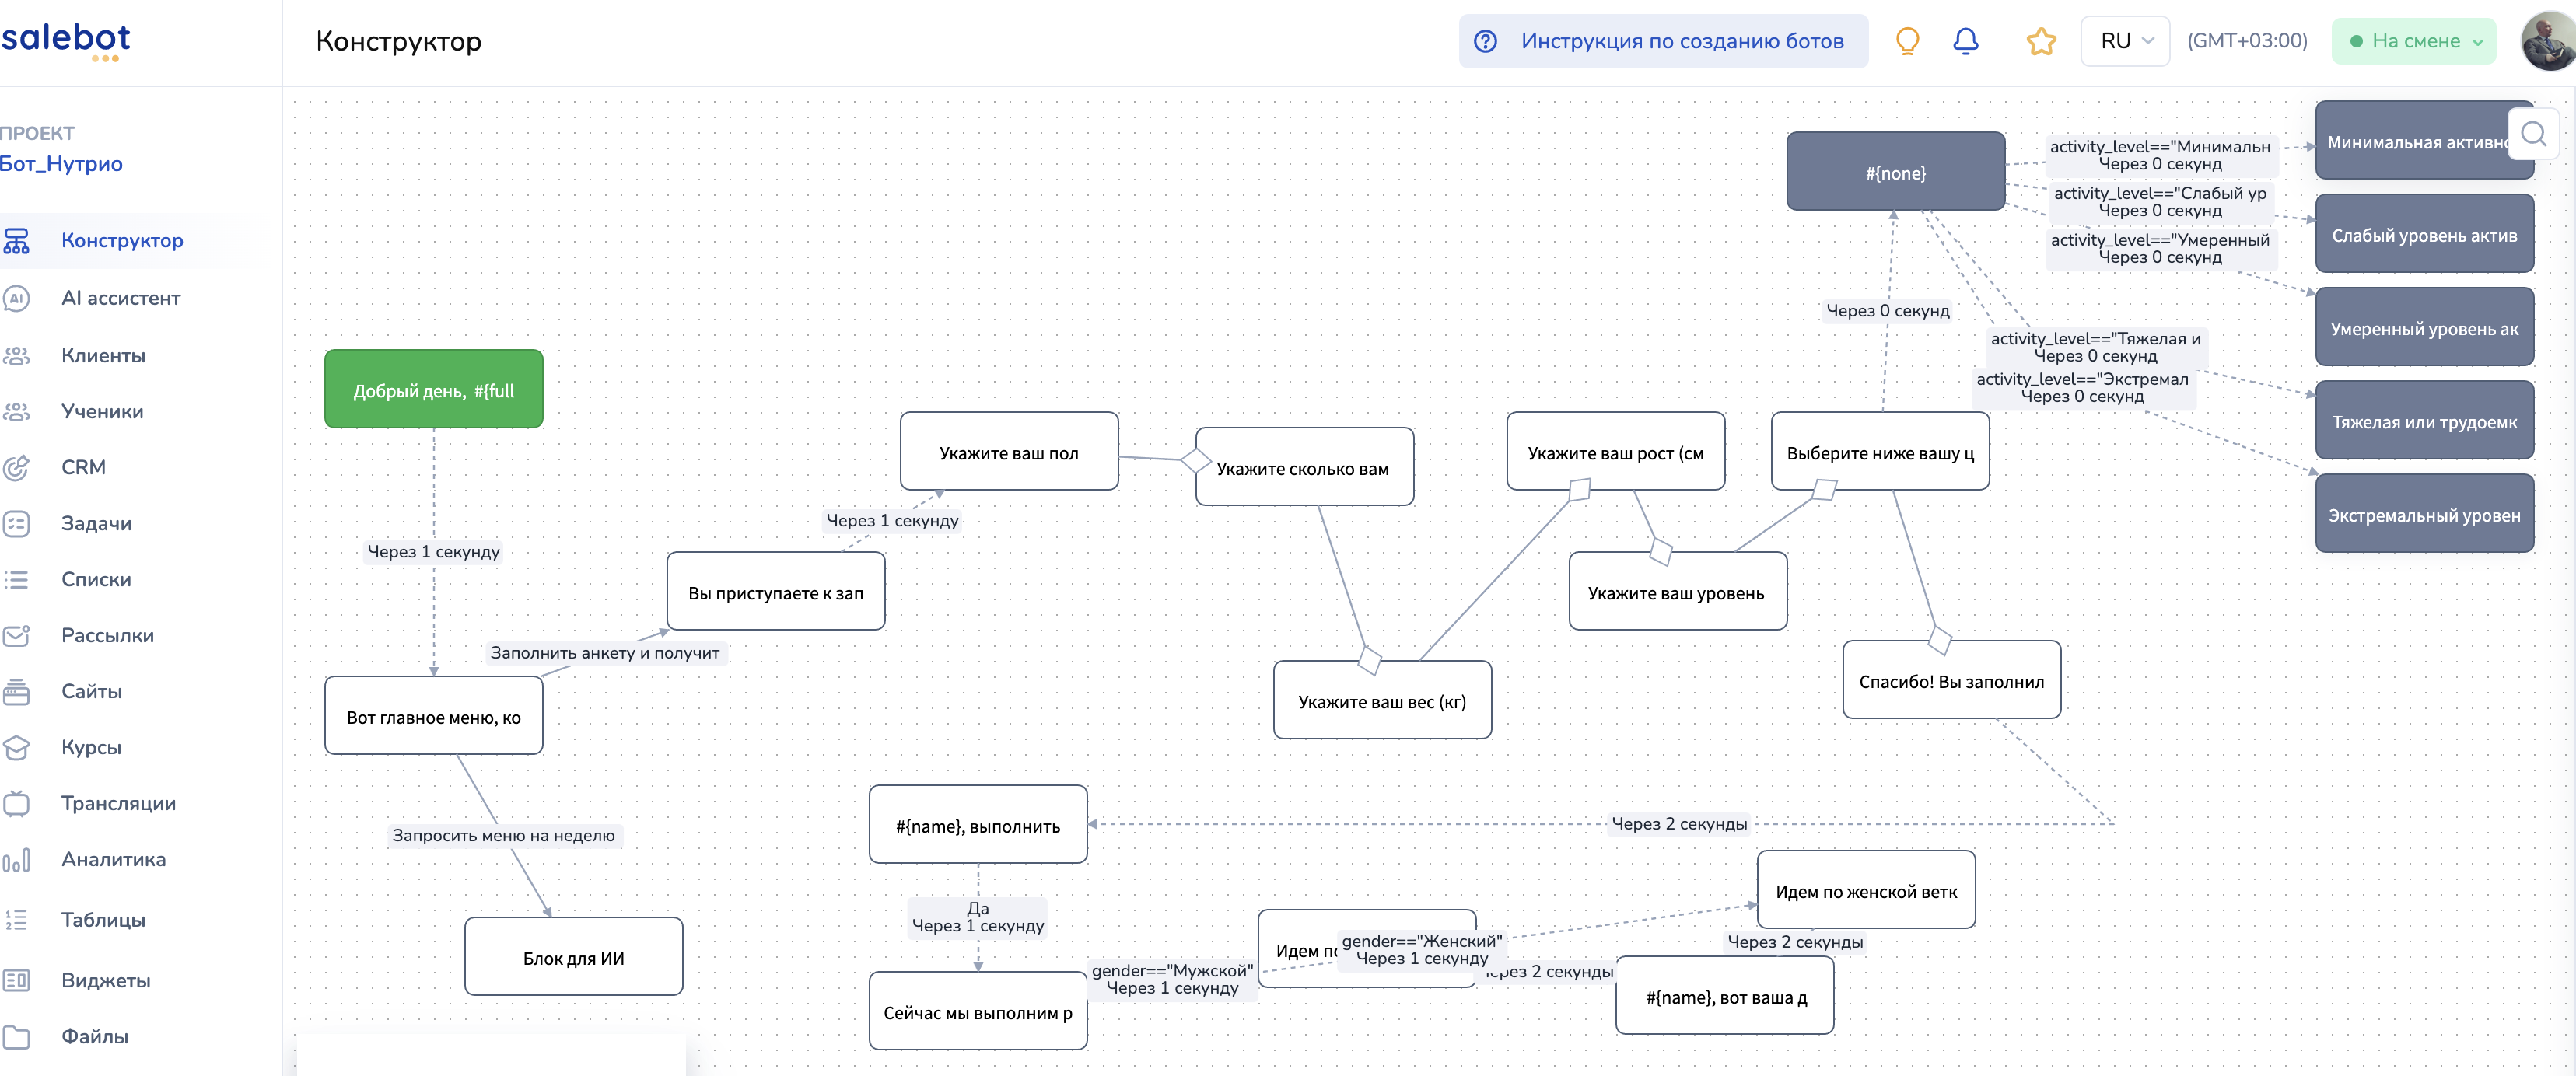 salebot
Конструктор
Инструкция по созданию ботов
RU
(GMT+03:00)
На смене
ПРОЕКТ
Бот_Нутрио
Конструктор
AI ассистент
Клиенты
Ученики
CRM
Задачи
Списки
Рассылки
Сайты
Курсы
Трансляции
Аналитика
Таблицы
Виджеты
Файлы
#{none}
activity_level=="Минимальн
Через 0 секунд
activity_level=="Слабый ур
Через 0 секунд
activity_level=="Умеренный
Через 0 секунд
activity_level=="Тяжелая и
Через 0 секунд
activity_level=="Экстремал
Через 0 секунд
Минимальная активно
Слабый уровень актив
Умеренный уровень ак
Тяжелая или трудоемк
Экстремальный уровен
Через 0 секунд
Добрый день, #{full
Через 1 секунду
Вот главное меню, ко
Заполнить анкету и получит
Вы приступаете к зап
Через 1 секунду
Укажите ваш пол
Укажите сколько вам
Укажите ваш вес (кг)
Укажите ваш рост (см
Укажите ваш уровень
Выберите ниже вашу ц
Спасибо! Вы заполнил
Через 2 секунды
Запросить меню на неделю
Блок для ИИ
#{name}, выполнить
Да
Через 1 секунду
Сейчас мы выполним р
gender=="Мужской"
Через 1 секунду
Идем по
gender=="Женский"
Через 1 секунду
Через 2 секунды
Идем по женской ветк
Через 2 секунды
#{name}, вот ваша д